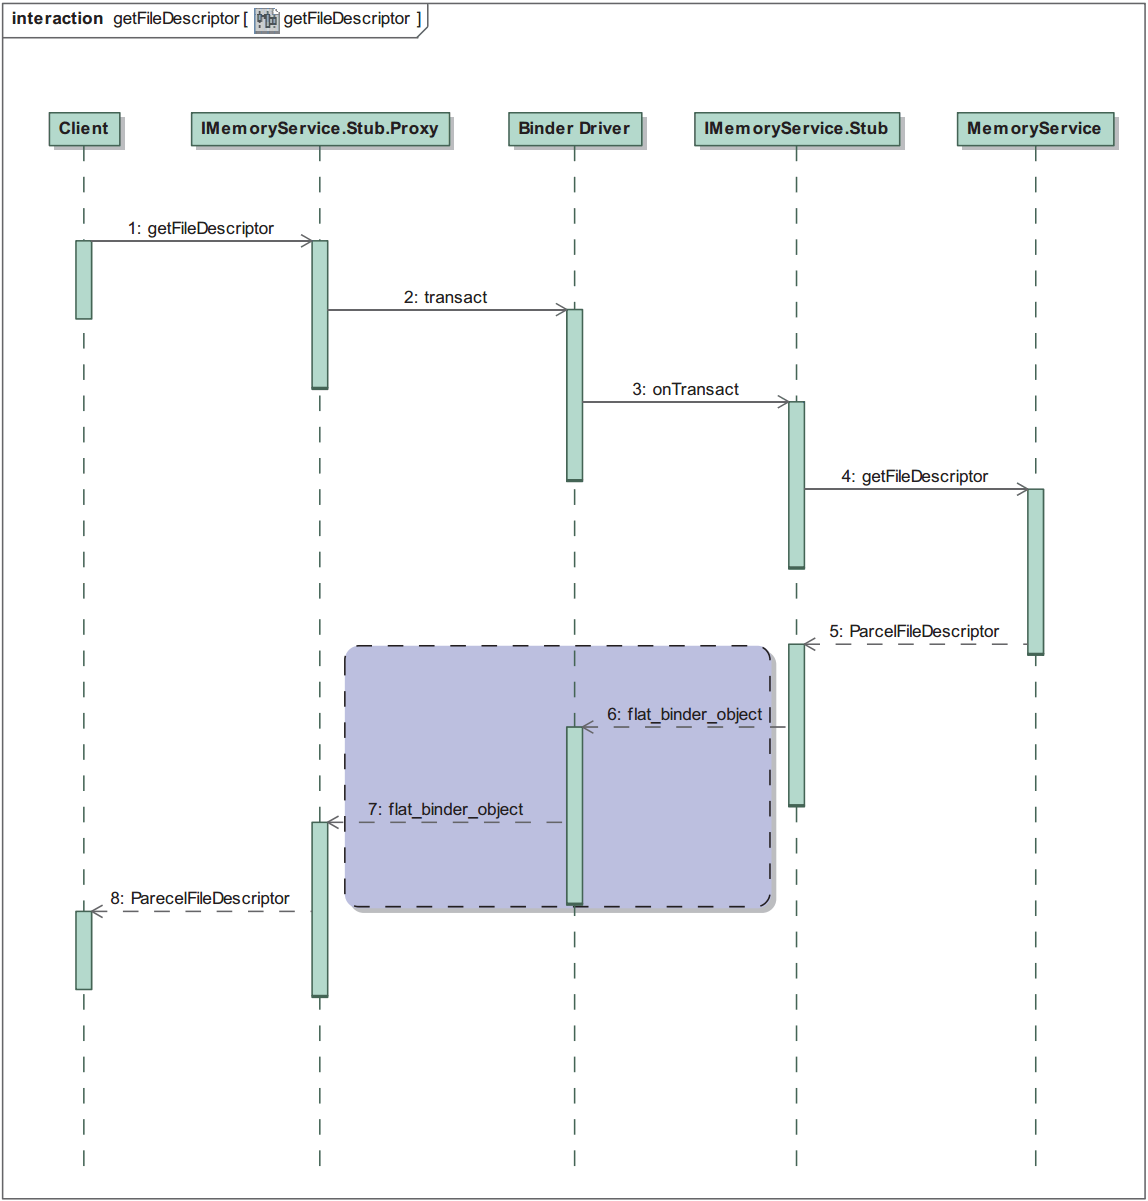 interaction getFileDescriptor [ getFileDescriptor ]
Client
IMemoryService.Stub.Proxy
Binder Driver
IMemoryService.Stub
MemoryService
1: getFileDescriptor
2: transact
3: onTransact
4: getFileDescriptor
5: ParcelFileDescriptor
6: flat_binder_object
7: flat_binder_object
8: ParecelFileDescriptor